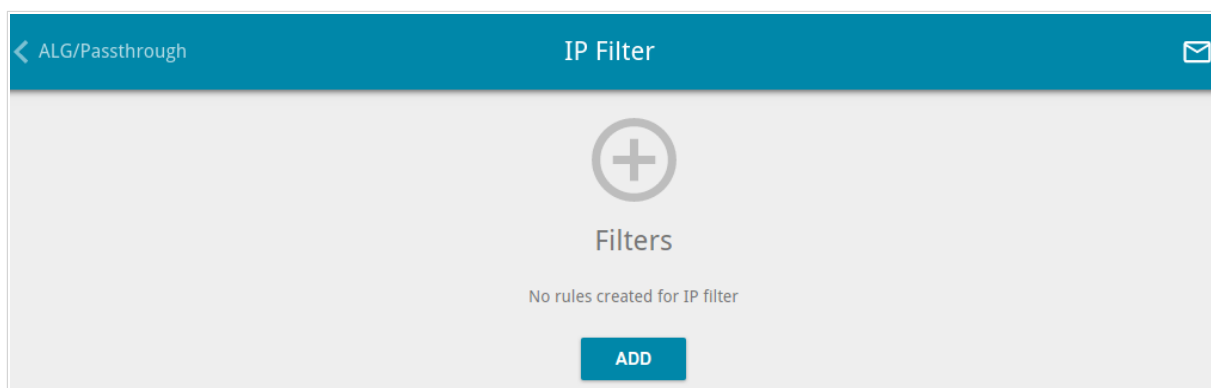 ALG/Passthrough
IP Filter
Filters
No rules created for IP filter
ADD